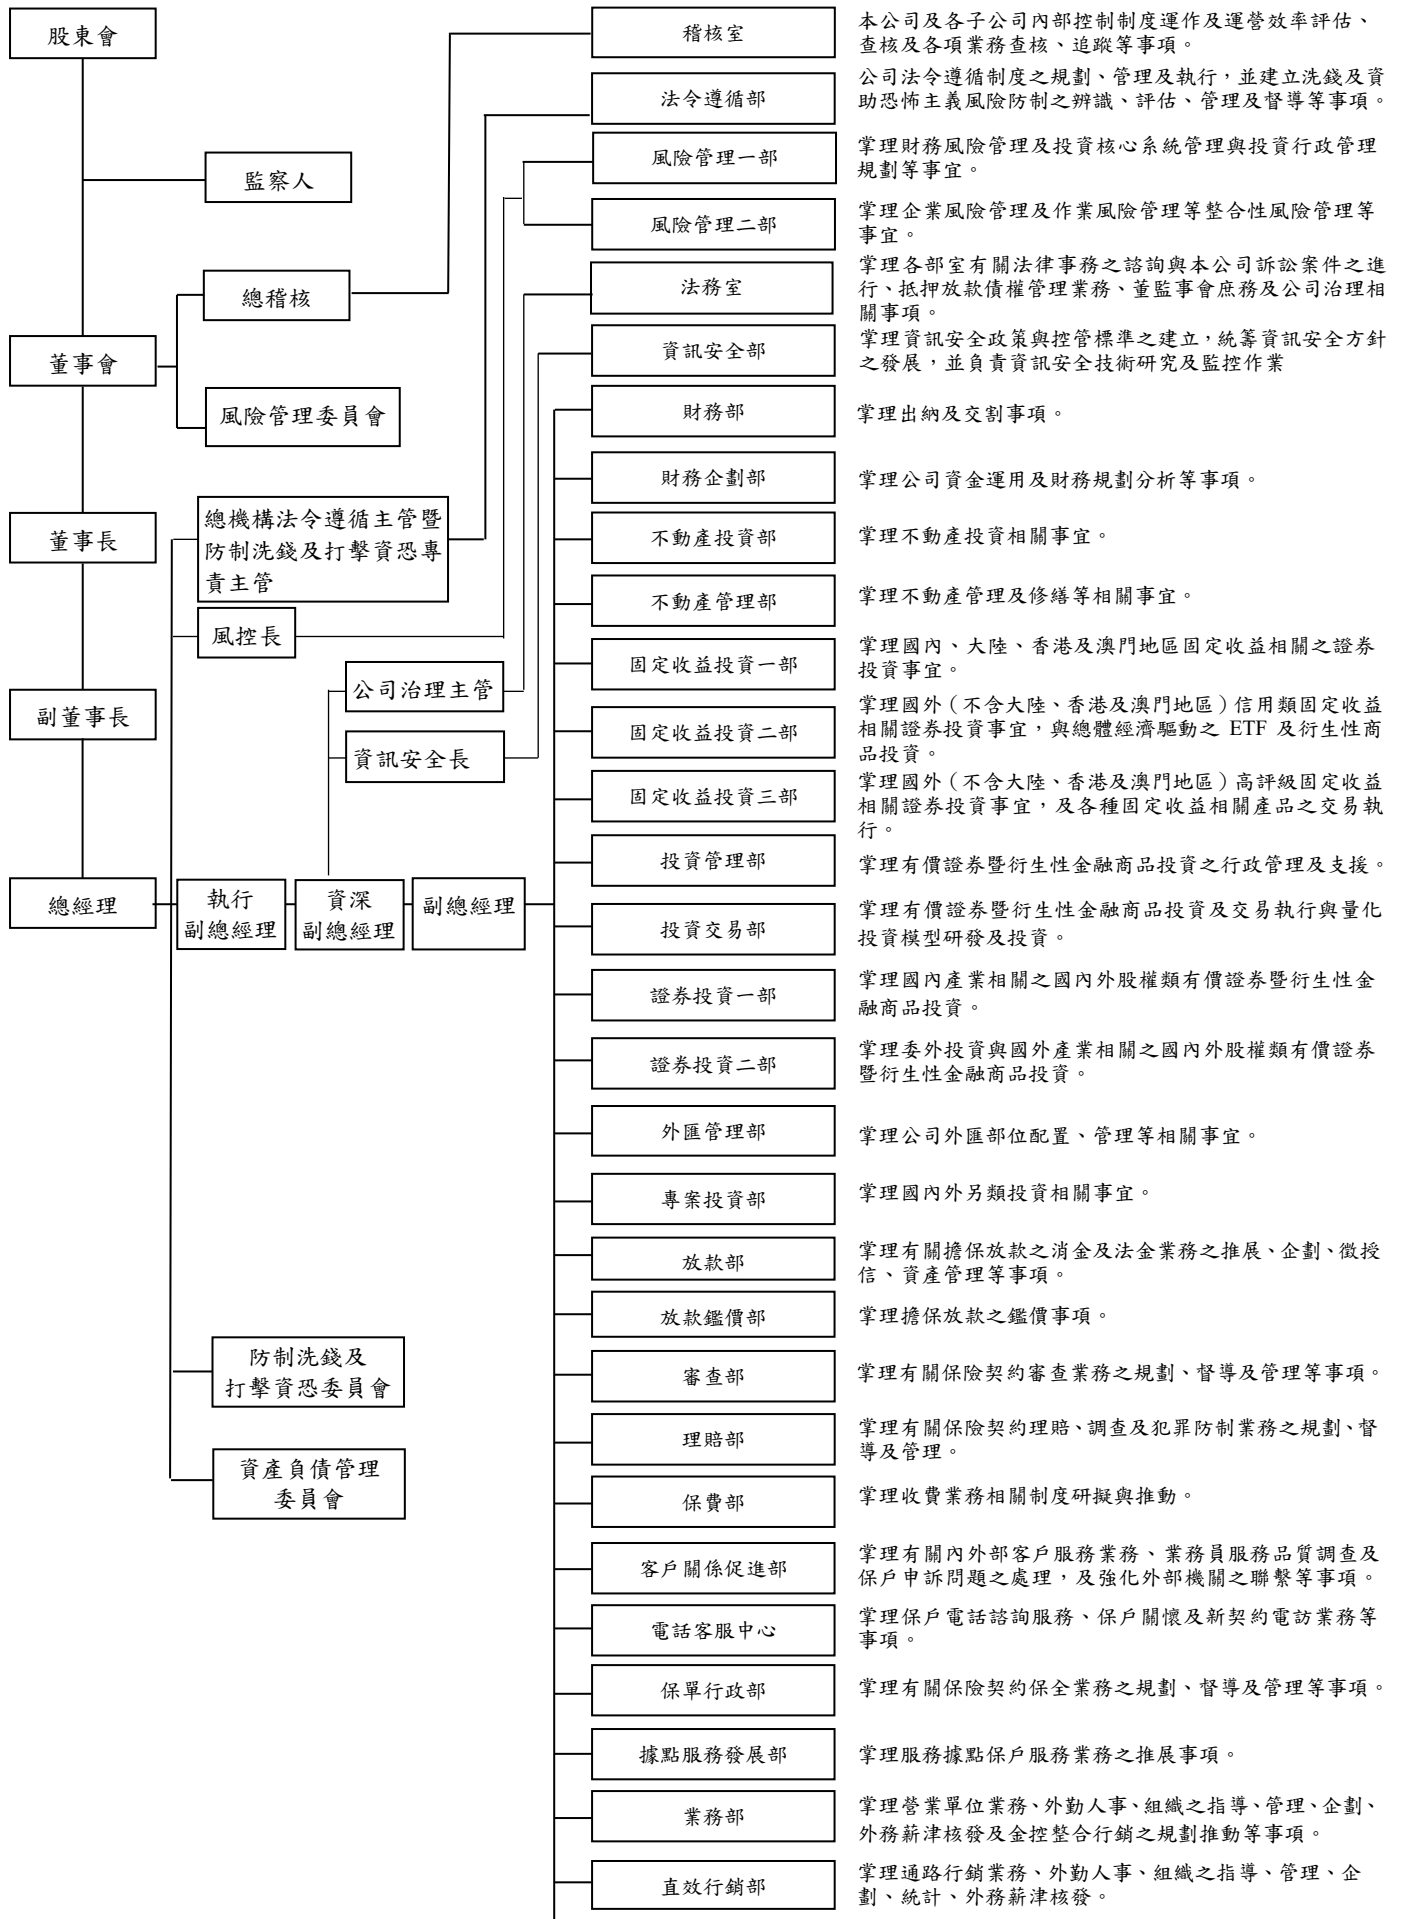 股東會
監察人
總稽核
董事會
風險管理委員會
總機構法令遵循主管暨
防制洗錢及打擊資恐專
責主管
董事長
風控長
公司治理主管
副董事長
資訊安全長
總經理
執行
副總經理
資深
副總經理
副總經理
防制洗錢及
打擊資恐委員會
資產負債管理
委員會
稽核室
本公司及各子公司內部控制制度運作及運營效率評估、
查核及各項業務查核、追蹤等事項。
法令遵循部
公司法令遵循制度之規劃、管理及執行，並建立洗錢及資
助恐怖主義風險防制之辨識、評估、管理及督導等事項。
風險管理一部
掌理財務風險管理及投資核心系統管理與投資行政管理
規劃等事宜。
風險管理二部
掌理企業風險管理及作業風險管理等整合性風險管理等
事宜。
法務室
掌理各部室有關法律事務之諮詢與本公司訴訟案件之進
行、抵押放款債權管理業務、董監事會庶務及公司治理相
關事項。
資訊安全部
掌理資訊安全政策與控管標準之建立，統籌資訊安全方針
之發展，並負責資訊安全技術研究及監控作業
財務部
掌理出納及交割事項。
財務企劃部
掌理公司資金運用及財務規劃分析等事項。
不動產投資部
掌理不動產投資相關事宜。
不動產管理部
掌理不動產管理及修繕等相關事宜。
固定收益投資一部
掌理國內、大陸、香港及澳門地區固定收益相關之證券
投資事宜。
固定收益投資二部
掌理國外（不含大陸、香港及澳門地區）信用類固定收益
相關證券投資事宜，與總體經濟驅動之 ETF 及衍生性商
品投資。
固定收益投資三部
掌理國外（不含大陸、香港及澳門地區）高評級固定收益
相關證券投資事宜，及各種固定收益相關產品之交易執
行。
投資管理部
掌理有價證券暨衍生性金融商品投資之行政管理及支援。
投資交易部
掌理有價證券暨衍生性金融商品投資及交易執行與量化
投資模型研發及投資。
證券投資一部
掌理國內產業相關之國內外股權類有價證券暨衍生性金
融商品投資。
證券投資二部
掌理委外投資與國外產業相關之國內外股權類有價證券
暨衍生性金融商品投資。
外匯管理部
掌理公司外匯部位配置、管理等相關事宜。
專案投資部
掌理國內外另類投資相關事宜。
放款部
掌理有關擔保放款之消金及法金業務之推展、企劃、徵授
信、資產管理等事項。
放款鑑價部
掌理擔保放款之鑑價事項。
審查部
掌理有關保險契約審查業務之規劃、督導及管理等事項。
理賠部
掌理有關保險契約理賠、調查及犯罪防制業務之規劃、督
導及管理。
保費部
掌理收費業務相關制度研擬與推動。
客戶關係促進部
掌理有關內外部客戶服務業務、業務員服務品質調查及
保戶申訴問題之處理，及強化外部機關之聯繫等事項。
電話客服中心
掌理保戶電話諮詢服務、保戶關懷及新契約電訪業務等
事項。
保單行政部
掌理有關保險契約保全業務之規劃、督導及管理等事項。
據點服務發展部
掌理服務據點保戶服務業務之推展事項。
業務部
掌理營業單位業務、外勤人事、組織之指導、管理、企劃、
外務薪津核發及金控整合行銷之規劃推動等事項。
直效行銷部
掌理通路行銷業務、外勤人事、組織之指導、管理、企
劃、統計、外務薪津核發。